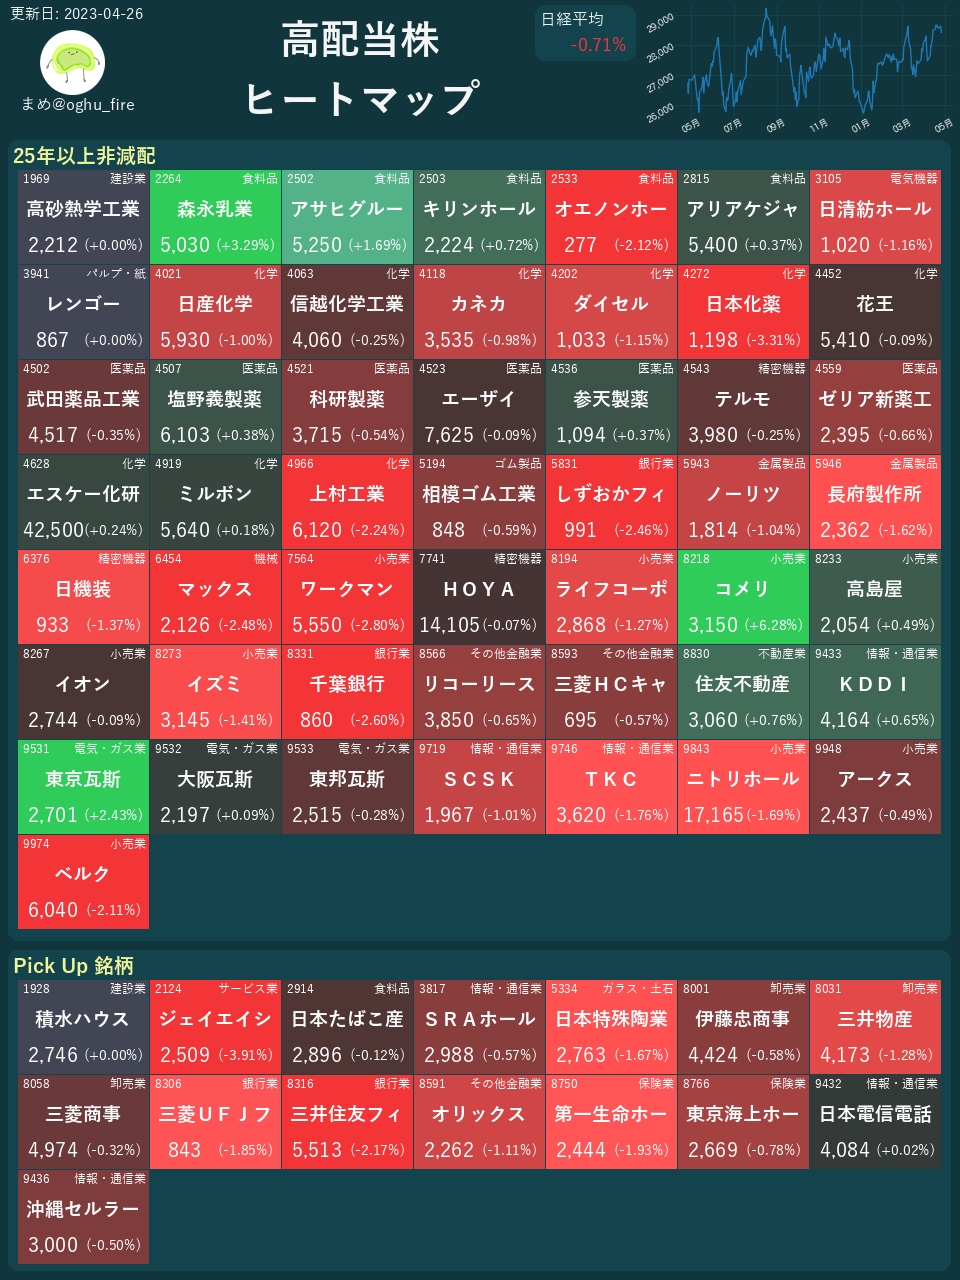 更新日: 2023-04-26
まめ@oghu_fire
高配当株
ヒートマップ
日経平均
-0.71%
29,000
28,000
27,000
26,000
05月 07月 09月 11月 01月 03月 05月
25年以上非減配
1969 建設業 2264 食料品 2502 食料品 2503 食料品 2533 食料品 2815 食料品 3105 電気機器
高砂熱学工業 森永乳業 アサヒグルー キリンホール オエノンホー アリアケジャ 日清紡ホール
2,212 (+0.00%) 5,030 (+3.29%) 5,250 (+1.69%) 2,224 (+0.72%) 277 (-2.12%) 5,400 (+0.37%) 1,020 (-1.16%)
3941 パルプ・紙 4021 化学 4063 化学 4118 化学 4202 化学 4272 化学 4452 化学
レンゴー 日産化学 信越化学工業 カネカ ダイセル 日本化薬 花王
867 (+0.00%) 5,930 (-1.00%) 4,060 (-0.25%) 3,535 (-0.98%) 1,033 (-1.15%) 1,198 (-3.31%) 5,410 (-0.09%)
4502 医薬品 4507 医薬品 4521 医薬品 4523 医薬品 4536 医薬品 4543 精密機器 4559 医薬品
武田薬品工業 塩野義製薬 科研製薬 エーザイ 参天製薬 テルモ ゼリア新薬工
4,517 (-0.35%) 6,103 (+0.38%) 3,715 (-0.54%) 7,625 (-0.09%) 1,094 (+0.37%) 3,980 (-0.25%) 2,395 (-0.66%)
4628 化学 4919 化学 4966 化学 5194 ゴム製品 5831 銀行業 5943 金属製品 5946 金属製品
エスケー化研 ミルボン 上村工業 相模ゴム工業 しずおかフィ ノーリツ 長府製作所
42,500 (+0.24%) 5,640 (+0.18%) 6,120 (-2.24%) 848 (-0.59%) 991 (-2.46%) 1,814 (-1.04%) 2,362 (-1.62%)
6376 精密機器 6454 機械 7564 小売業 7741 精密機器 8194 小売業 8218 小売業 8233 小売業
日機装 マックス ワークマン ＨＯＹＡ ライフコーポ コメリ 高島屋
933 (-1.37%) 2,126 (-2.48%) 5,550 (-2.80%) 14,105 (-0.07%) 2,868 (-1.27%) 3,150 (+6.28%) 2,054 (+0.49%)
8267 小売業 8273 小売業 8331 銀行業 8566 その他金融業 8593 その他金融業 8830 不動産業 9433 情報・通信業
イオン イズミ 千葉銀行 リコーリース 三菱ＨＣキャ 住友不動産 ＫＤＤＩ
2,744 (-0.09%) 3,145 (-1.41%) 860 (-2.60%) 3,850 (-0.65%) 695 (-0.57%) 3,060 (+0.76%) 4,164 (+0.65%)
9531 電気・ガス業 9532 電気・ガス業 9533 電気・ガス業 9719 情報・通信業 9746 情報・通信業 9843 小売業 9948 小売業
東京瓦斯 大阪瓦斯 東邦瓦斯 ＳＣＳＫ ＴＫＣ ニトリホール アークス
2,701 (+2.43%) 2,197 (+0.09%) 2,515 (-0.28%) 1,967 (-1.01%) 3,620 (-1.76%) 17,165 (-1.69%) 2,437 (-0.49%)
9974 小売業
ベルク
6,040 (-2.11%)
Pick Up 銘柄
1928 建設業 2124 サービス業 2914 食料品 3817 情報・通信業 5334 ガラス・土石 8001 卸売業 8031 卸売業
積水ハウス ジェイエイシ 日本たばこ産 ＳＲＡホール 日本特殊陶業 伊藤忠商事 三井物産
2,746 (+0.00%) 2,509 (-3.91%) 2,896 (-0.12%) 2,988 (-0.57%) 2,763 (-1.67%) 4,424 (-0.58%) 4,173 (-1.28%)
8058 卸売業 8306 銀行業 8316 銀行業 8591 その他金融業 8750 保険業 8766 保険業 9432 情報・通信業
三菱商事 三菱ＵＦＪフ 三井住友フィ オリックス 第一生命ホー 東京海上ホー 日本電信電話
4,974 (-0.32%) 843 (-1.85%) 5,513 (-2.17%) 2,262 (-1.11%) 2,444 (-1.93%) 2,669 (-0.78%) 4,084 (+0.02%)
9436 情報・通信業
沖縄セルラー
3,000 (-0.50%)